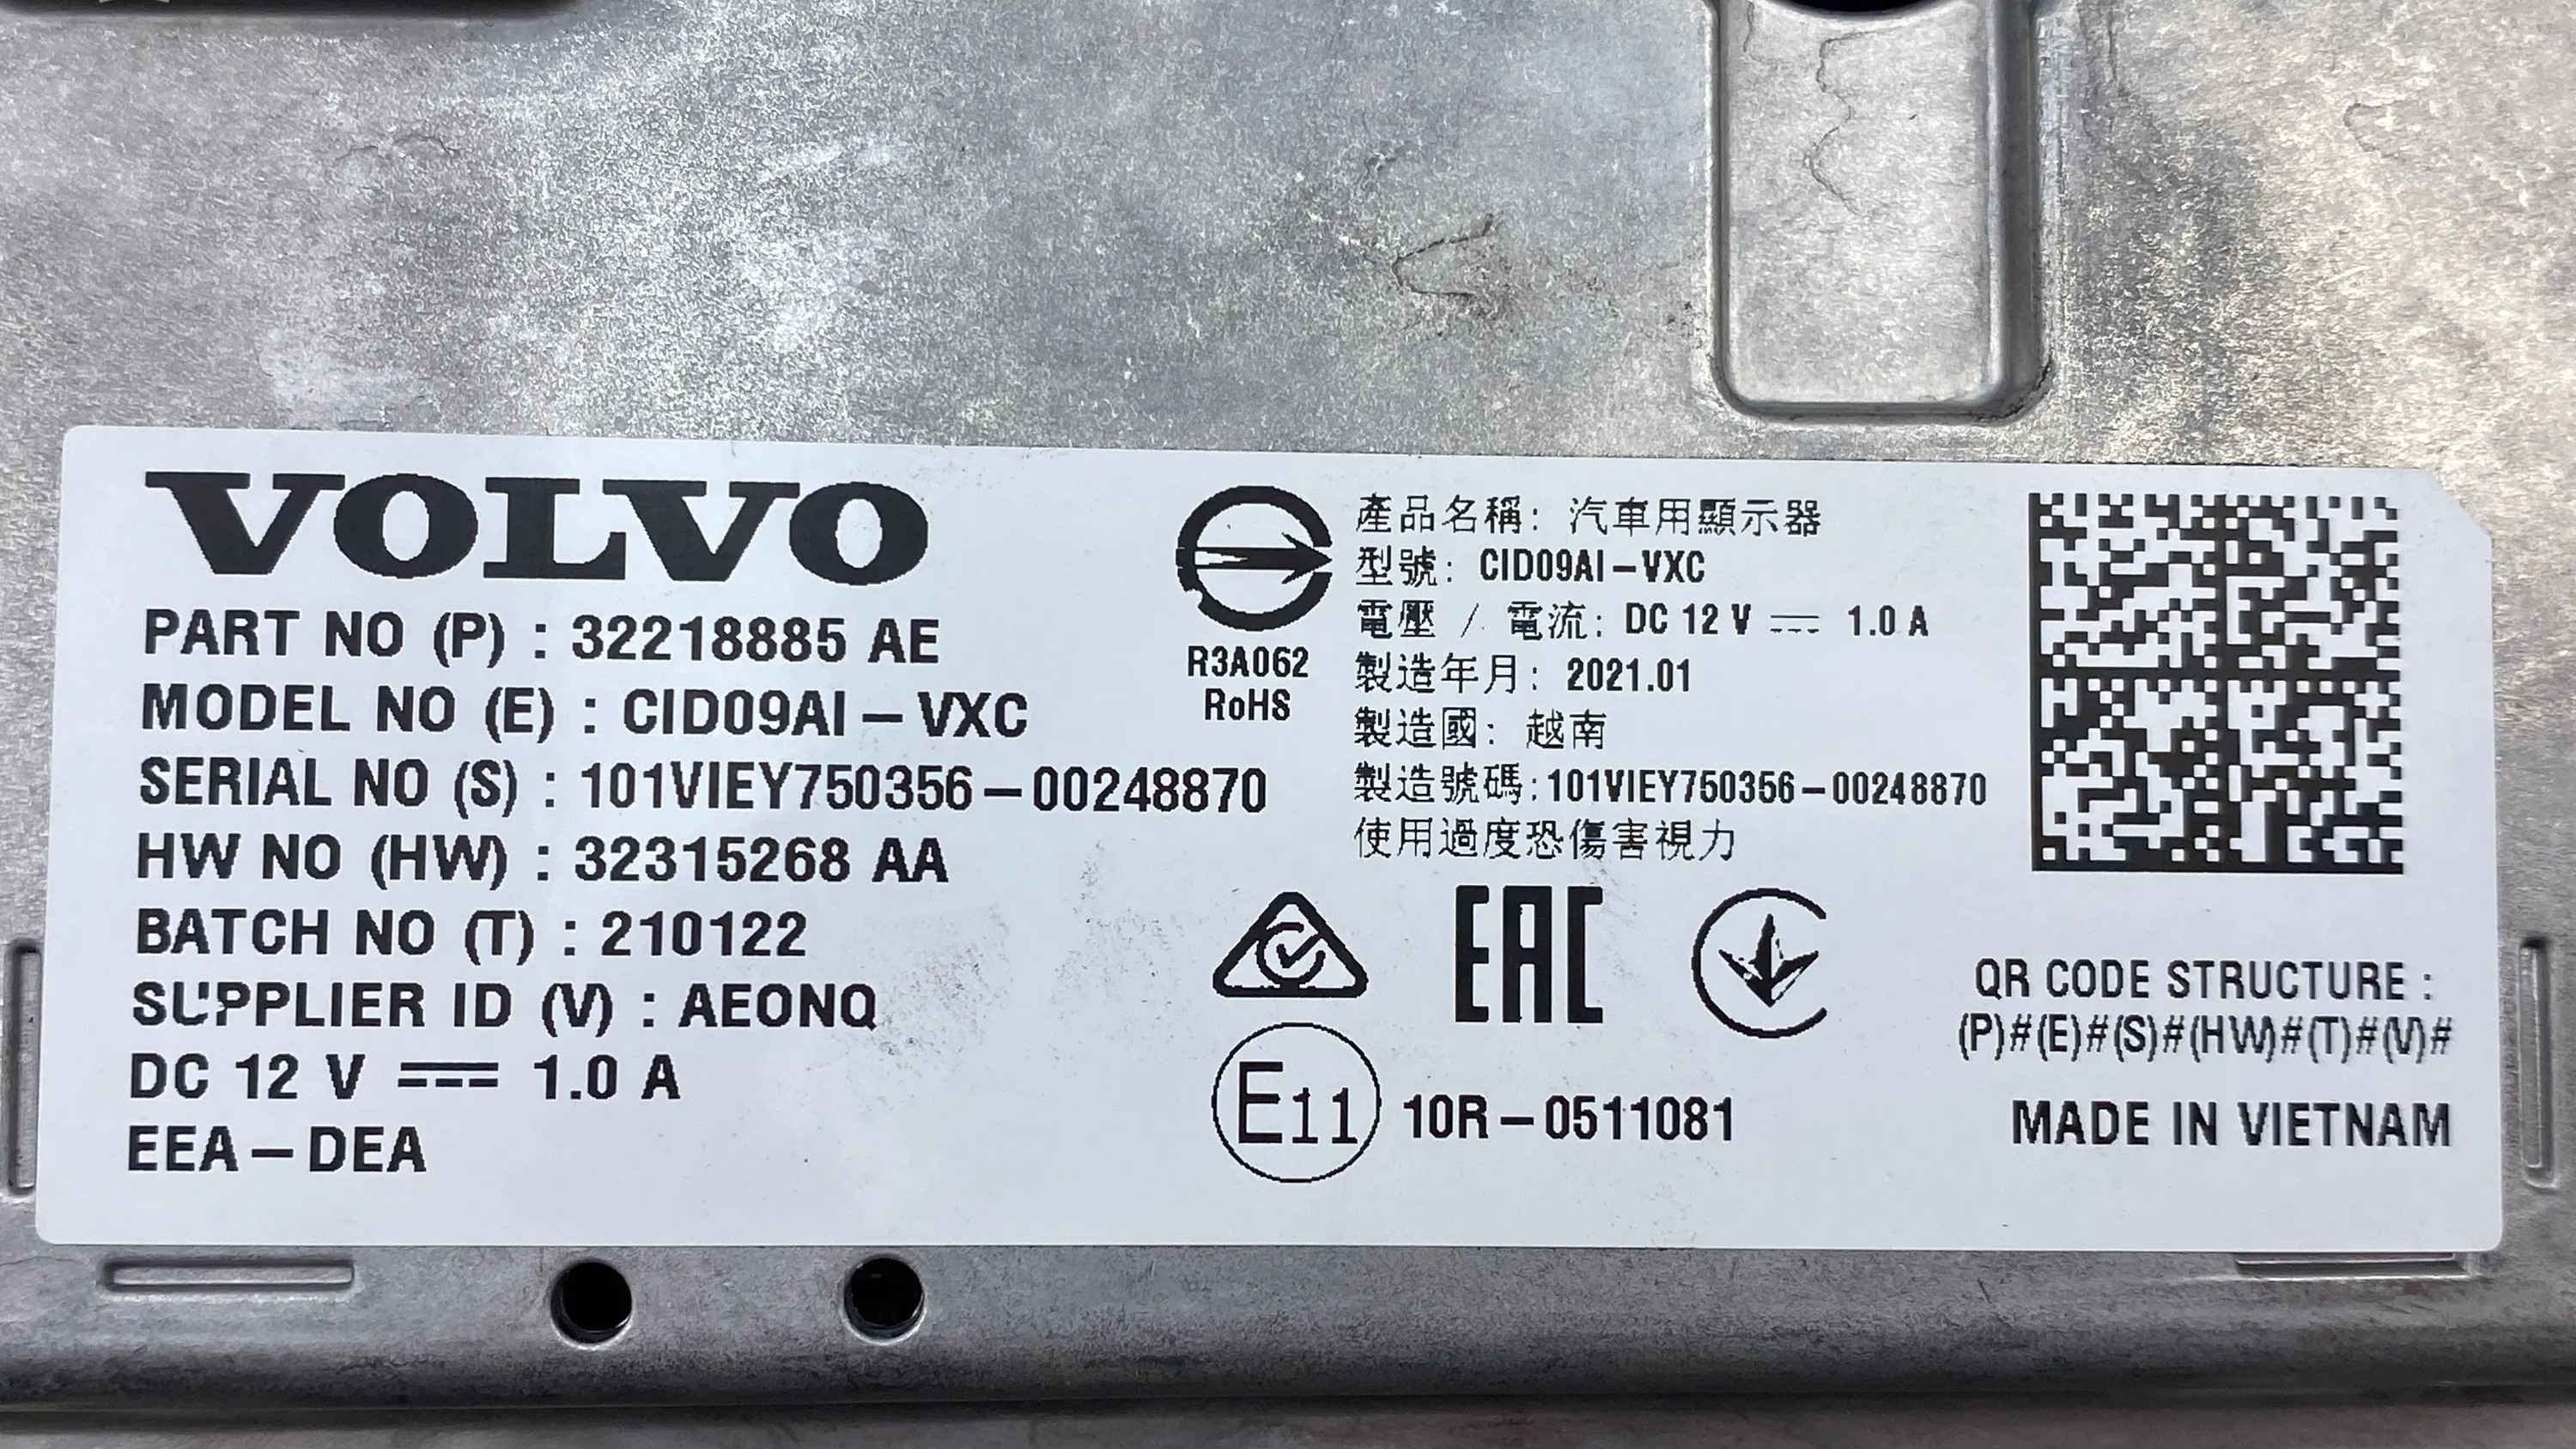 VOLVO
PART NO (P) : 32218885 AE
MODEL NO (E) : CID09AI-VXC
SERIAL NO (S) : 101VIEY750356-00248870
HW NO (HW) : 32315268 AA
BATCH NO (T) : 210122
SUPPLIER ID (V) : AEONQ
DC 12 V ⎓ 1.0 A
EEA-DEA
R3A062
RoHS
產品名稱: 汽車用顯示器
型號: CID09AI-VXC
電壓 / 電流: DC 12 V ⎓ 1.0 A
製造年月: 2021.01
製造國: 越南
製造號碼:101VIEY750356-00248870
使用過度恐傷害視力
EAC
E11 10R-0511081
QR CODE STRUCTURE :
(P)#(E)#(S)#(HW)#(T)#(V)#
MADE IN VIETNAM